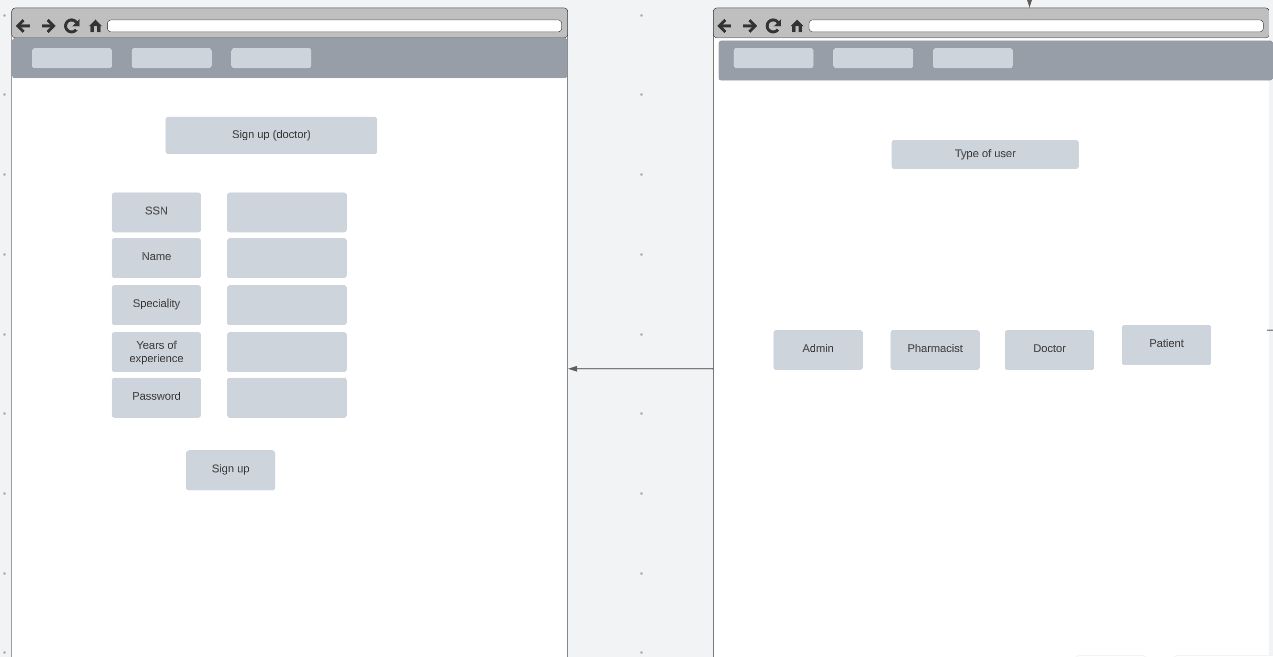 Sign up (doctor)
SSN
Name
Speciality
Years of
experience
Password
Sign up
Type of user
Admin
Pharmacist
Doctor
Patient